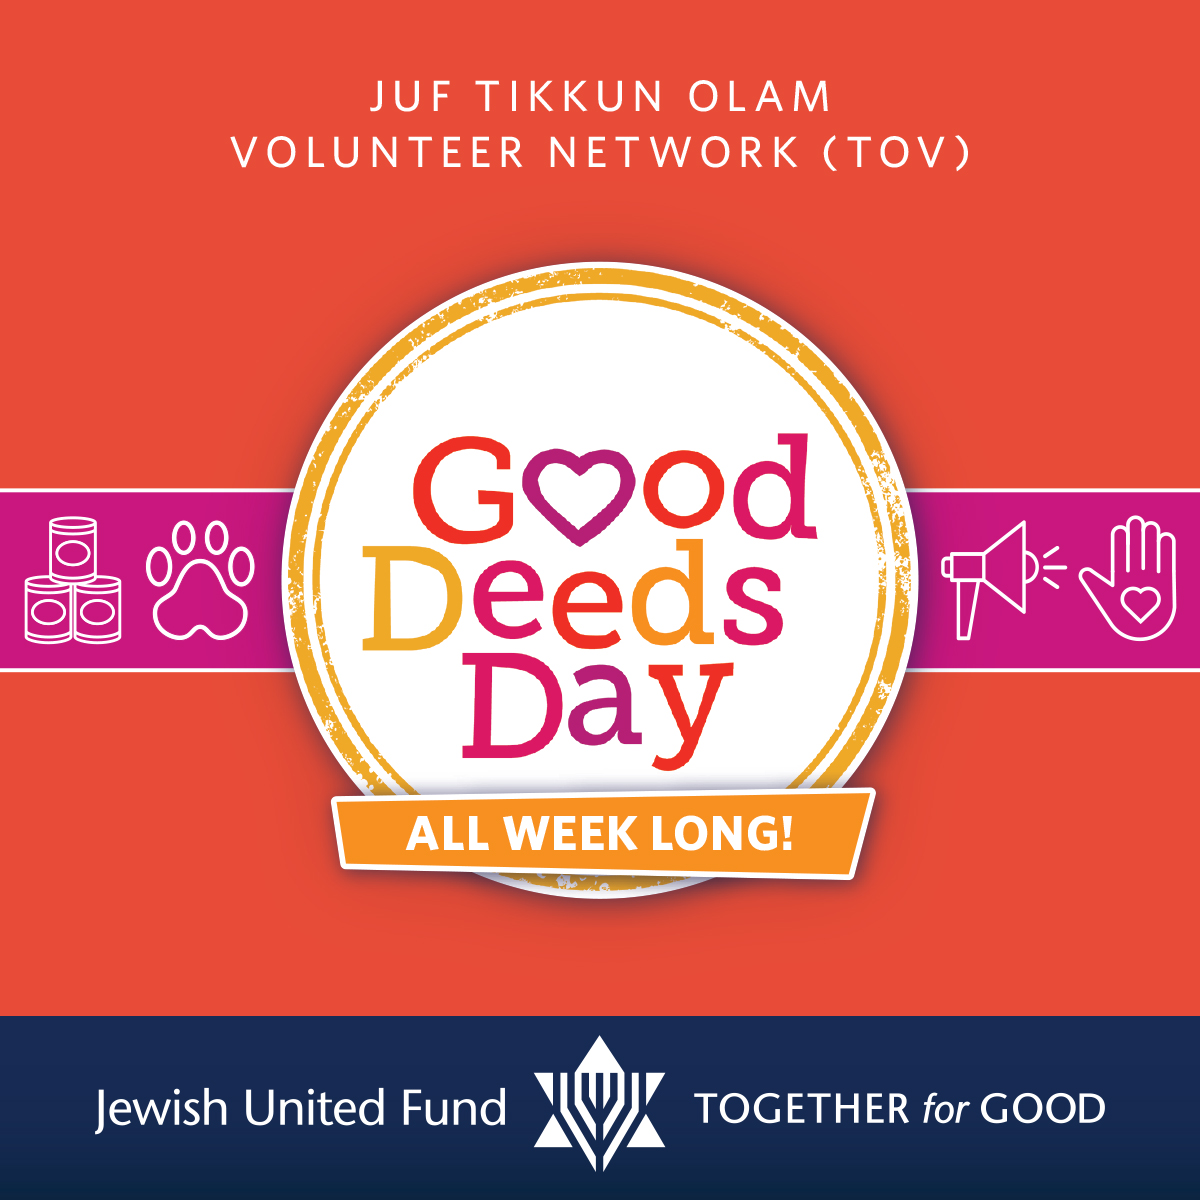 JUF TIKKUN OLAM
VOLUNTEER NETWORK (TOV)
Good
Deeds
Day
ALL WEEK LONG!
Jewish United Fund TOGETHER for GOOD